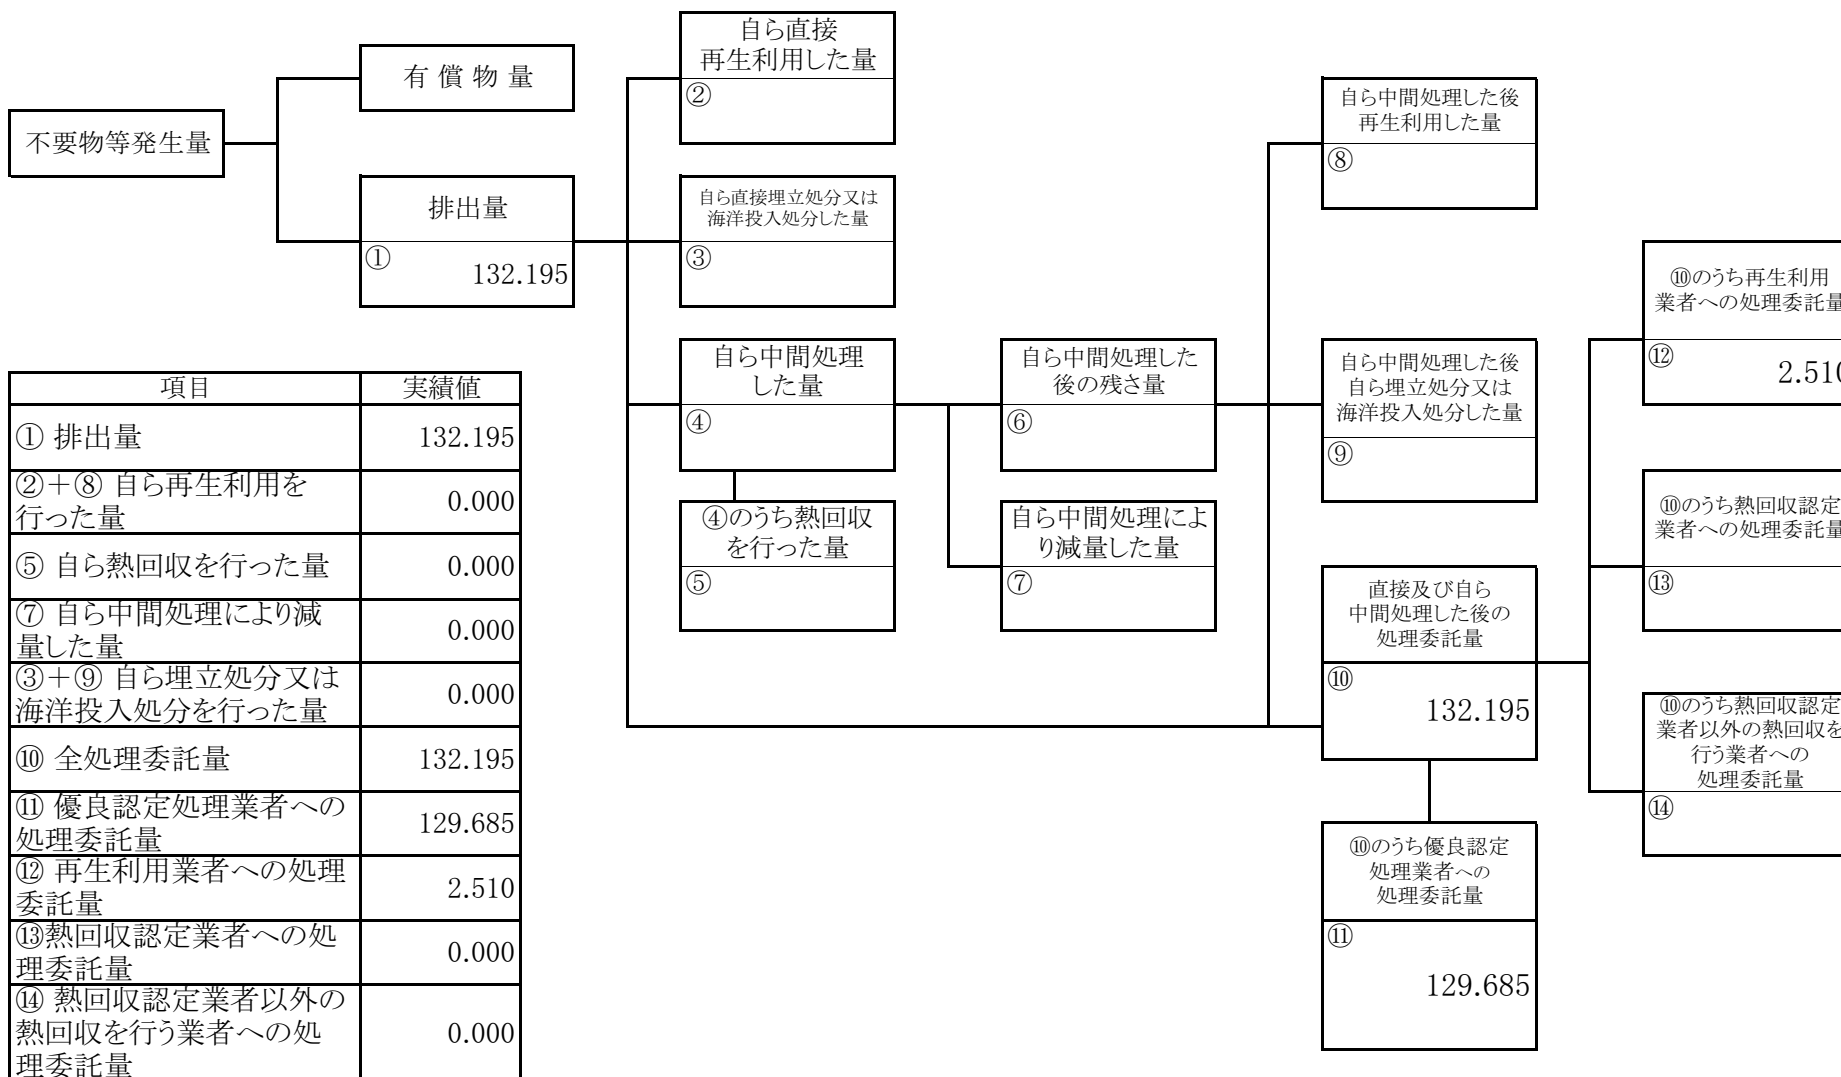 自ら直接
再生利用した量
②
有 償 物 量
不要物等発生量
排出量
①
132.195
自ら直接埋立処分又は
海洋投入処分した量
③
自ら中間処理
した量
④
④のうち熱回収
を行った量
⑤
自ら中間処理した
後の残さ量
⑥
自ら中間処理によ
り減量した量
⑦
自ら中間処理した後
再生利用した量
⑧
自ら中間処理した後
自ら埋立処分又は
海洋投入処分した量
⑨
直接及び自ら
中間処理した後の
処理委託量
⑩
132.195
⑩のうち優良認定
処理業者への
処理委託量
⑪
129.685
⑩のうち再生利用
業者への処理委託量
⑫
2.510
⑩のうち熱回収認定
業者への処理委託量
⑬
⑩のうち熱回収認定
業者以外の熱回収を
行う業者への
処理委託量
⑭
項目 実績値
① 排出量 132.195
②＋⑧ 自ら再生利用を
行った量 0.000
⑤ 自ら熱回収を行った量 0.000
⑦ 自ら中間処理により減
量した量 0.000
③＋⑨ 自ら埋立処分又は
海洋投入処分を行った量 0.000
⑩ 全処理委託量 132.195
⑪ 優良認定処理業者への
処理委託量 129.685
⑫ 再生利用業者への処理
委託量 2.510
⑬熱回収認定業者への処
理委託量 0.000
⑭ 熱回収認定業者以外の
熱回収を行う業者への処
理委託量 0.000